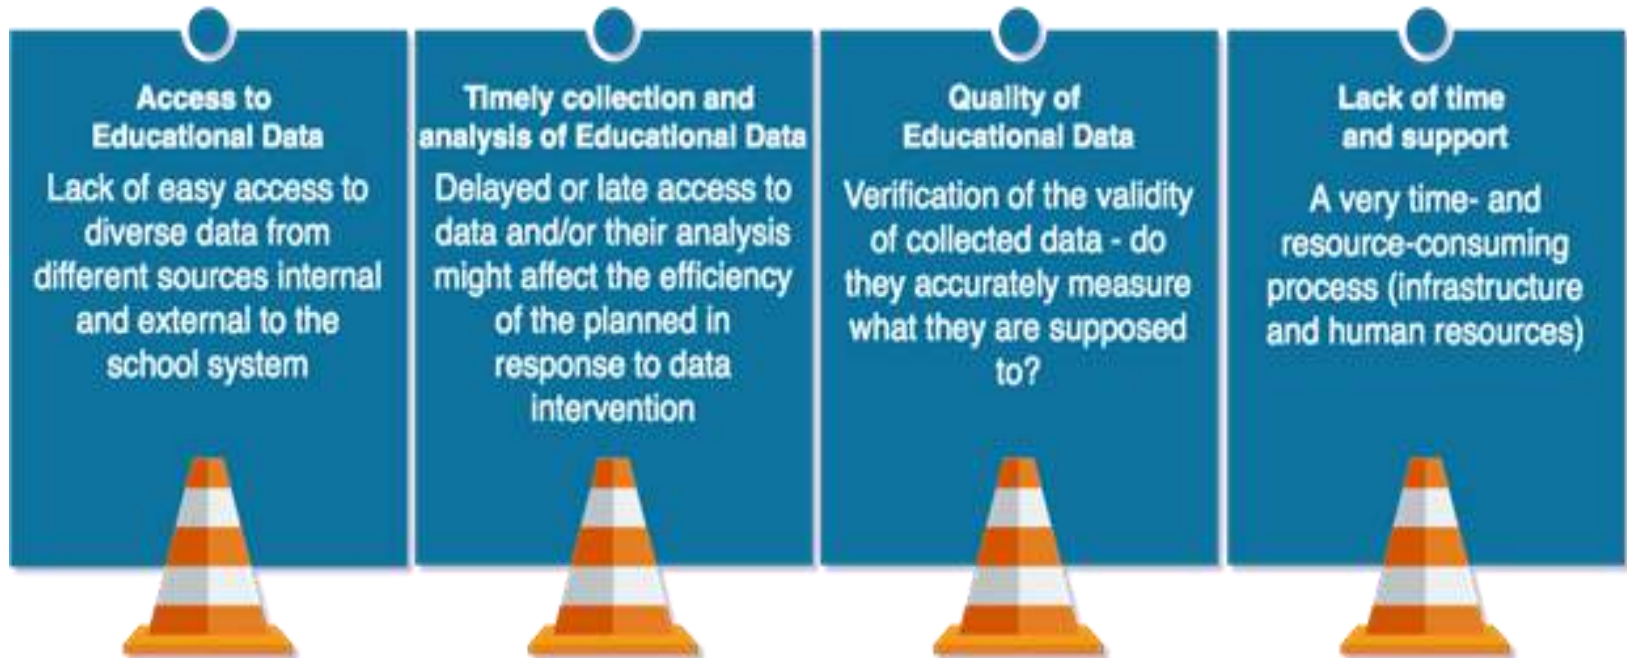 Access to
Educational Data
Lack of easy access to
diverse data from
different sources internal
and external to the
school system
Timely collection and
analysis of Educational Data
Delayed or late access to
data and/or their analysis
might affect the efficiency
of the planned in
response to data
intervention
Quality of
Educational Data
Verification of the validity
of collected data - do
they accurately measure
what they are supposed
to?
Lack of time
and support
A very time- and
resource-consuming
process (infrastructure
and human resources)